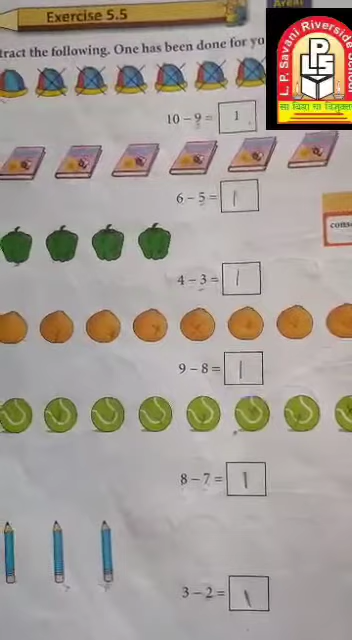 Exercise 5.5
tract the following. One has been done for yo
L. P. Savani Riverside School
L
P
S
सा विद्या या विमुक्तये
10 - 9 = 1
6 - 5 = 1
4 - 3 = 1
9 - 8 = 1
8 - 7 = 1
3 - 2 = 1